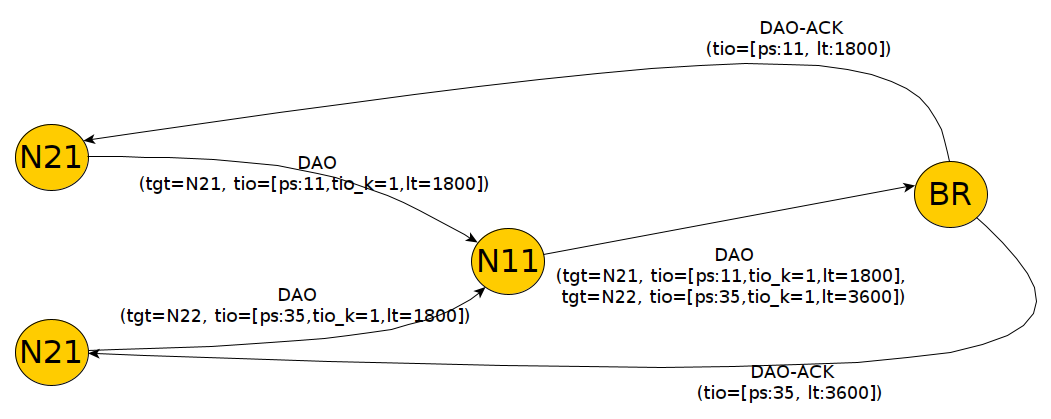 DAO-ACK
(tio=[ps:11, lt:1800])
N21
DAO
(tgt=N21, tio=[ps:11,tio_k=1,lt=1800])
BR
N11
DAO
(tgt=N21, tio=[ps:11,tio_k=1,lt=1800],
tgt=N22, tio=[ps:35,tio_k=1,lt=3600])
DAO
(tgt=N22, tio=[ps:35,tio_k=1,lt=1800])
N21
DAO-ACK
(tio=[ps:35, lt:3600])